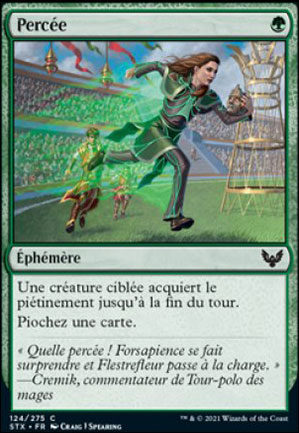 Percée
Éphémère
Une créature ciblée acquiert le
piétinement jusqu'à la fin du tour.
Piochez une carte.
« Quelle percée ! Forsapience se fait
surprendre et Flestrefleur passe à la charge. »
—Cremik, commentateur de Tour-polo des
mages
124/275 C
STX • FR Craig J Spearing
™ & © 2021 Wizards of the Coast